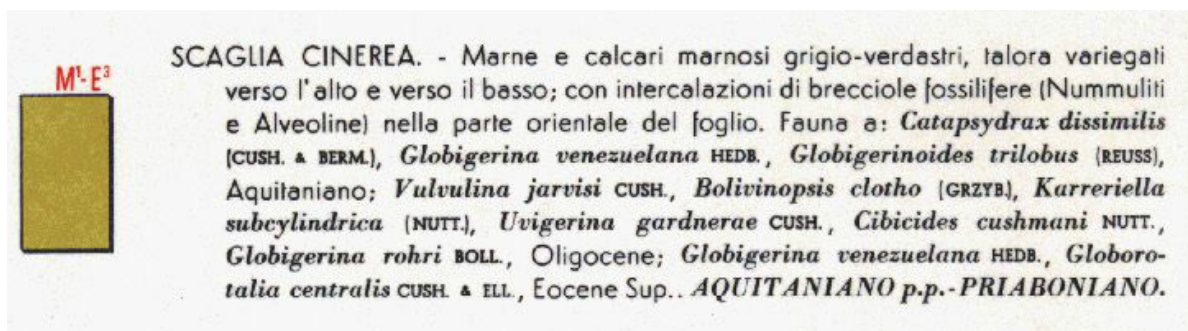 M¹-E³
SCAGLIA CINEREA. - Marne e calcari marnosi grigio-verdastri, talora variegati
verso l'alto e verso il basso; con intercalazioni di brecciole fossilifere (Nummuliti
e Alveoline) nella parte orientale del foglio. Fauna a: Catapsydrax dissimilis
(CUSH. & BERM.), Globigerina venezuelana HEDB., Globigerinoides trilobus (REUSS),
Aquitaniano; Vulvulina jarvisi CUSH., Bolivinopsis clotho (GRZYB.), Karreriella
subcylindrica (NUTT.), Uvigerina gardnerae CUSH., Cibicides cushmani NUTT.,
Globigerina rohri BOLL., Oligocene; Globigerina venezuelana HEDB., Globoro-
talia centralis CUSH. & ELL., Eocene Sup.. AQUITANIANO p.p.-PRIABONIANO.